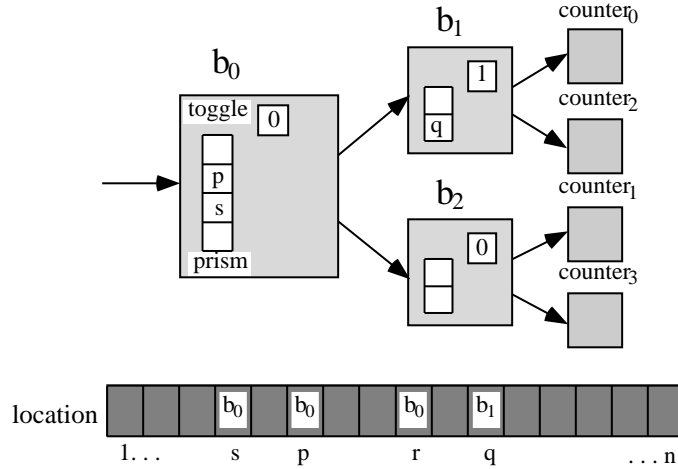 counter0
b1
b0
1
toggle
0
counter2
q
p
s
counter1
b2
prism
0
counter3
location
b0 b0 b0 b1
1. . . s p r q . . . n